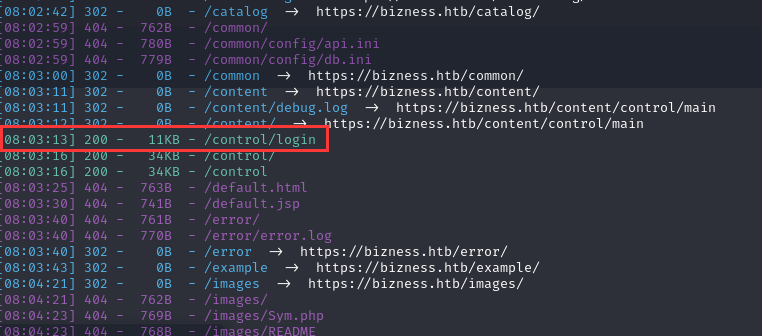 [08:02:42] 302 - 0B - /catalog -> https://bizness.htb/catalog/
[08:02:59] 404 - 762B - /common/
[08:02:59] 404 - 780B - /common/config/api.ini
[08:02:59] 404 - 779B - /common/config/db.ini
[08:03:00] 302 - 0B - /common -> https://bizness.htb/common/
[08:03:11] 302 - 0B - /content -> https://bizness.htb/content/
[08:03:11] 302 - 0B - /content/debug.log -> https://bizness.htb/content/control/main
[08:03:12] 302 - 0B - /content/ -> https://bizness.htb/content/control/main
[08:03:13] 200 - 11KB - /control/login
[08:03:16] 200 - 34KB - /control/
[08:03:16] 200 - 34KB - /control
[08:03:25] 404 - 763B - /default.html
[08:03:30] 404 - 741B - /default.jsp
[08:03:40] 404 - 761B - /error/
[08:03:40] 404 - 770B - /error/error.log
[08:03:40] 302 - 0B - /error -> https://bizness.htb/error/
[08:03:43] 302 - 0B - /example -> https://bizness.htb/example/
[08:04:21] 302 - 0B - /images -> https://bizness.htb/images/
[08:04:21] 404 - 762B - /images/
[08:04:23] 404 - 769B - /images/Sym.php
[08:04:23] 404 - 768B - /images/README